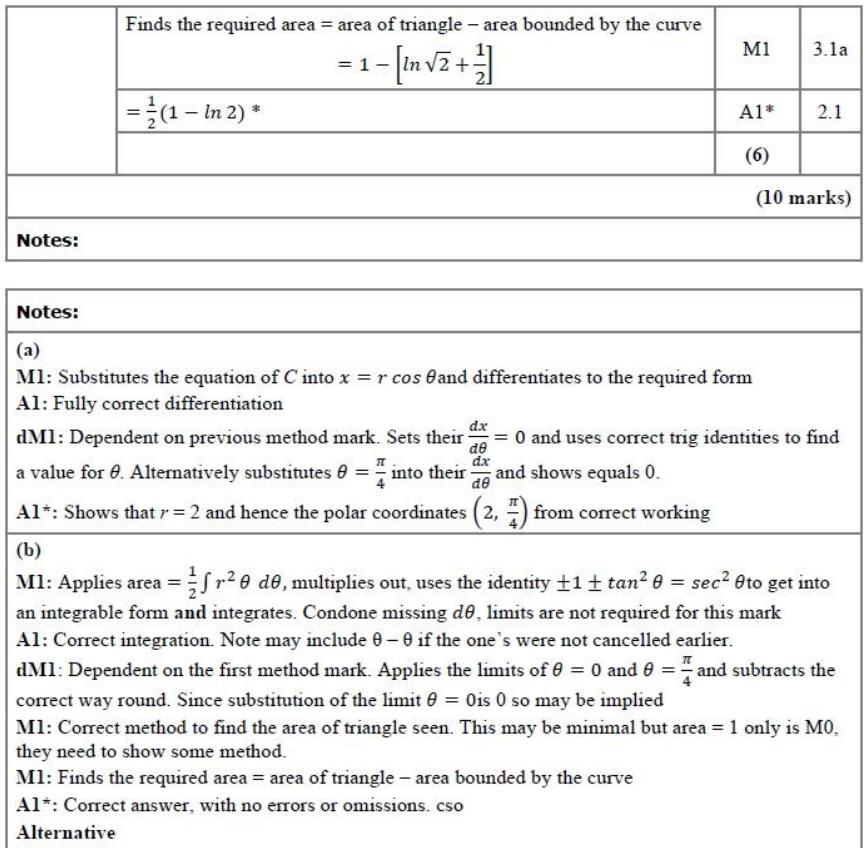 Finds the required area = area of triangle – area bounded by the curve
= 1 − [ln √2 + 1/2]
M1
3.1a
= 1/2 (1 − ln 2) *
A1*
2.1
(6)
(10 marks)
Notes:
Notes:
(a)
M1: Substitutes the equation of C into x = r cos θand differentiates to the required form
A1: Fully correct differentiation
dM1: Dependent on previous method mark. Sets their dx/dθ = 0 and uses correct trig identities to find
a value for θ. Alternatively substitutes θ = π/4 into their dx/dθ and shows equals 0.
A1*: Shows that r = 2 and hence the polar coordinates (2, π/4) from correct working
(b)
M1: Applies area = 1/2 ∫ r² θ dθ, multiplies out, uses the identity ±1 ± tan² θ = sec² θto get into
an integrable form and integrates. Condone missing dθ, limits are not required for this mark
A1: Correct integration. Note may include θ – θ if the one's were not cancelled earlier.
dM1: Dependent on the first method mark. Applies the limits of θ = 0 and θ = π/4 and subtracts the
correct way round. Since substitution of the limit θ = 0is 0 so may be implied
M1: Correct method to find the area of triangle seen. This may be minimal but area = 1 only is M0,
they need to show some method.
M1: Finds the required area = area of triangle – area bounded by the curve
A1*: Correct answer, with no errors or omissions. cso
Alternative